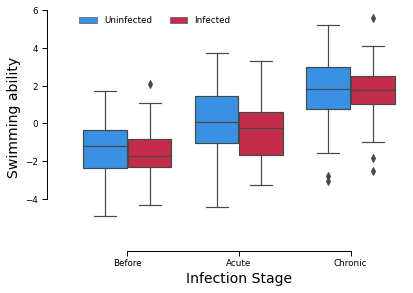 Uninfected Infected
6
4
2
0
−2
−4
Swimming ability
Before Acute Chronic
Infection Stage